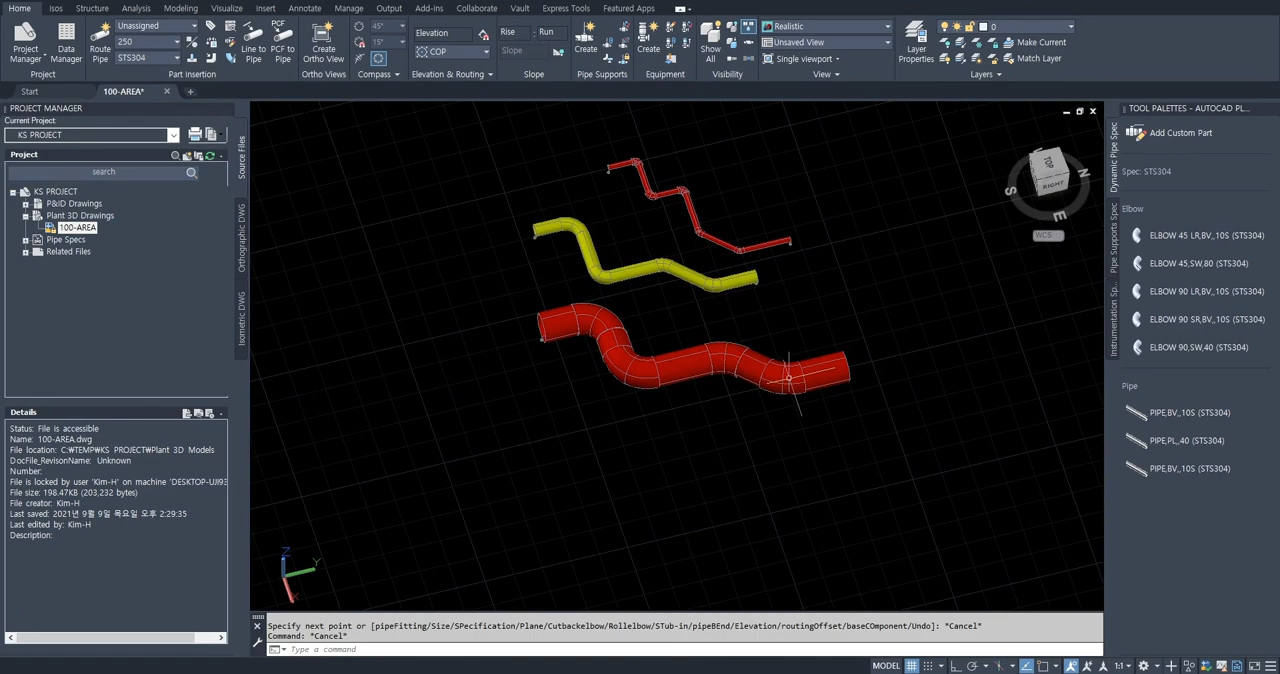 Home Isos Structure Analysis Modeling Visualize Insert Annotate Manage Output Add-ins Collaborate Vault Express Tools Featured Apps
Project Manager
Data Manager
Project
Route Pipe
Unassigned
250
STS304
Line to Pipe
PCF to Pipe
Part Insertion
Create Ortho View
Ortho Views
45°
15°
Compass
Elevation
COP
Elevation & Routing
Rise Run
Slope
Slope
Create
Pipe Supports
Create
Equipment
Show All
Visibility
Realistic
Unsaved View
Single viewport
View
Layer Properties
0
Make Current
Match Layer
Layers
Start
100-AREA*
PROJECT MANAGER
Current Project:
KS PROJECT
Project
search
KS PROJECT
P&ID Drawings
Plant 3D Drawings
100-AREA
Pipe Specs
Related Files
Source Files
Orthographic DWG
Isometric DWG
Details
Status: File is accessible
Name: 100-AREA.dwg
File location: C:₩TEMP₩KS PROJECT₩Plant 3D Models
DocFile_RevisonName: Unknown
Number:
File is locked by user 'Kim-H' on machine 'DESKTOP-UJI93
File size: 198.47KB (203,232 bytes)
File creator: Kim-H
Last saved: 2021년 9월 9일 목요일 오후 2:29:35
Last edited by: Kim-H
Description:
TOP
RIGHT
S
N
E
WCS
Z
Y
X
TOOL PALETTES - AUTOCAD PL...
Dynamic Pipe Spec
Pipe Supports Spec
Instrumentation Sp...
Add Custom Part
Spec: STS304
Elbow
ELBOW 45 LR,BV,,10S (STS304)
ELBOW 45,SW,80 (STS304)
ELBOW 90 LR,BV,,10S (STS304)
ELBOW 90 SR,BV,,10S (STS304)
ELBOW 90,SW,40 (STS304)
Pipe
PIPE,BV,,10S (STS304)
PIPE,PL,,40 (STS304)
PIPE,BV,,10S (STS304)
Specify next point or [pipeFitting/Size/SPecification/Plane/Cutbackelbow/Rollelbow/STub-in/pipeBEnd/Elevation/routingOffset/baseCOmponent/Undo]: *Cancel*
Command: *Cancel*
Type a command
MODEL
1:1